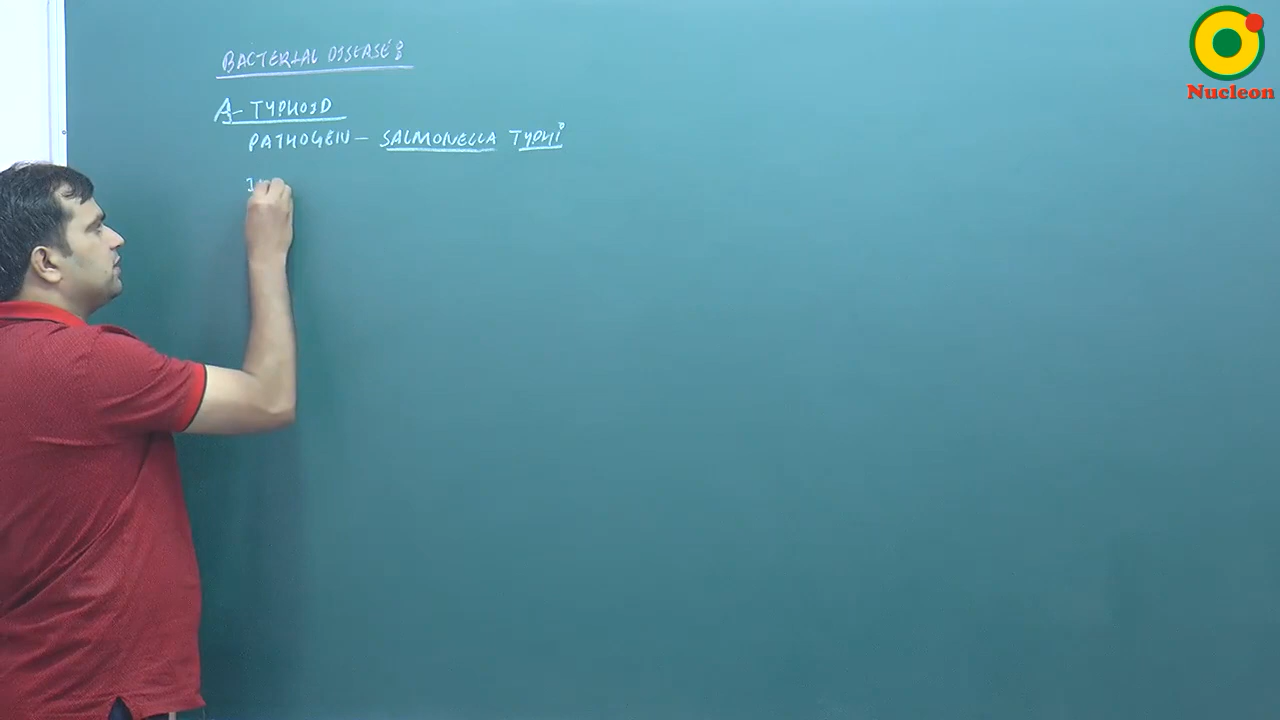 BACTERIAL DISEASE:
A- TYPHOID
PATHOGEN - SALMONELLA TYPHI
Nucleon